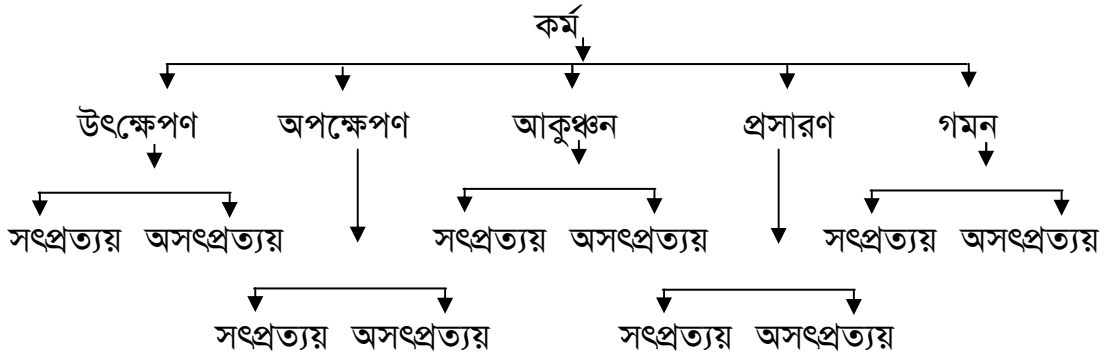 কর্ম
উৎক্ষেপণ অপক্ষেপণ আকুঞ্চন প্রসারণ গমন
সৎপ্রত্যয় অসৎপ্রত্যয় সৎপ্রত্যয় অসৎপ্রত্যয় সৎপ্রত্যয় অসৎপ্রত্যয়
সৎপ্রত্যয় অসৎপ্রত্যয় সৎপ্রত্যয় অসৎপ্রত্যয়